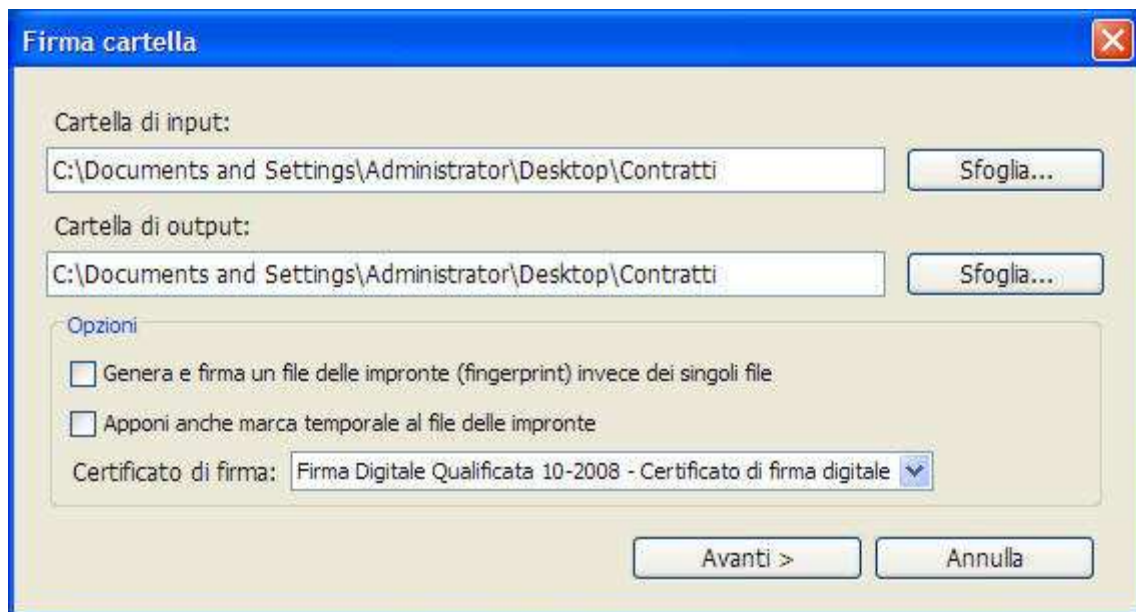 Firma cartella
Cartella di input:
C:\Documents and Settings\Administrator\Desktop\Contratti
Sfoglia...
Cartella di output:
C:\Documents and Settings\Administrator\Desktop\Contratti
Sfoglia...
Opzioni
Genera e firma un file delle impronte (fingerprint) invece dei singoli file
Apponi anche marca temporale al file delle impronte
Certificato di firma: Firma Digitale Qualificata 10-2008 - Certificato di firma digitale
Avanti > Annulla